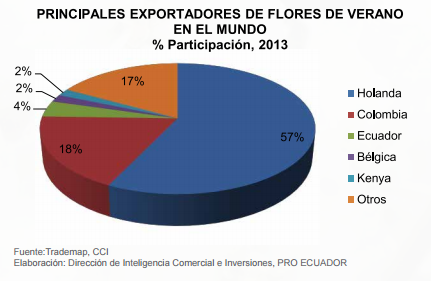 PRINCIPALES EXPORTADORES DE FLORES DE VERANO
EN EL MUNDO
% Participación, 2013
2%
2%
4%
17%
18%
57%
Holanda
Colombia
Ecuador
Bélgica
Kenya
Otros
Fuente:Trademap, CCI
Elaboración: Dirección de Inteligencia Comercial e Inversiones, PRO ECUADOR